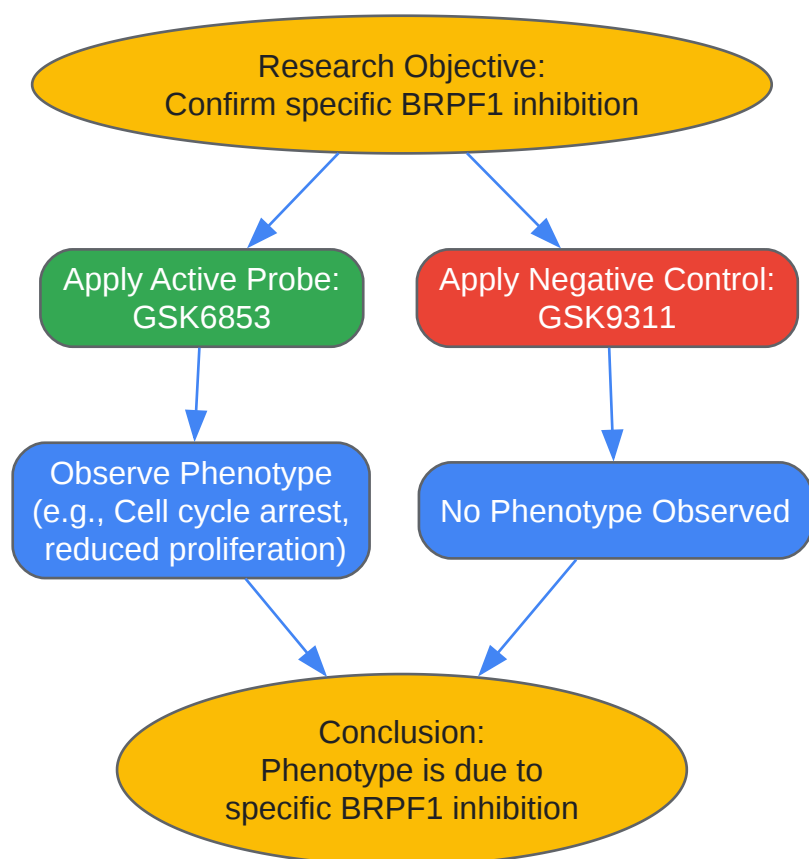 Research Objective:
Confirm specific BRPF1 inhibition
Apply Active Probe:
GSK6853
Apply Negative Control:
GSK9311
Observe Phenotype
(e.g., Cell cycle arrest,
reduced proliferation)
No Phenotype Observed
Conclusion:
Phenotype is due to
specific BRPF1 inhibition